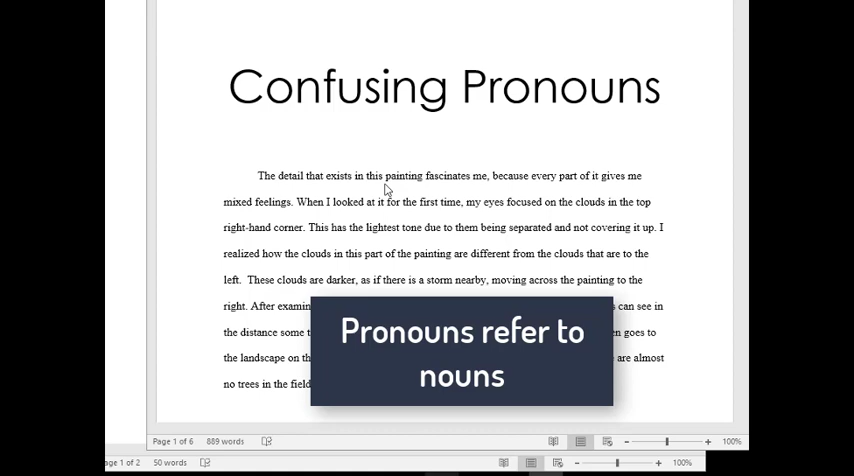 Confusing Pronouns
The detail that exists in this painting fascinates me, because every part of it gives me
mixed feelings. When I looked at it for the first time, my eyes focused on the clouds in the top
right-hand corner. This has the lightest tone due to them being separated and not covering it up. I
realized how the clouds in this part of the painting are different from the clouds that are to the
left. These clouds are darker, as if there is a storm nearby, moving across the painting to the
right. After can see in
the distance some goes to
the landscape on are almost
no trees in the
Pronouns refer to
nouns
Page 1 of 6 889 words 100%
age 1 of 2 50 words 100%